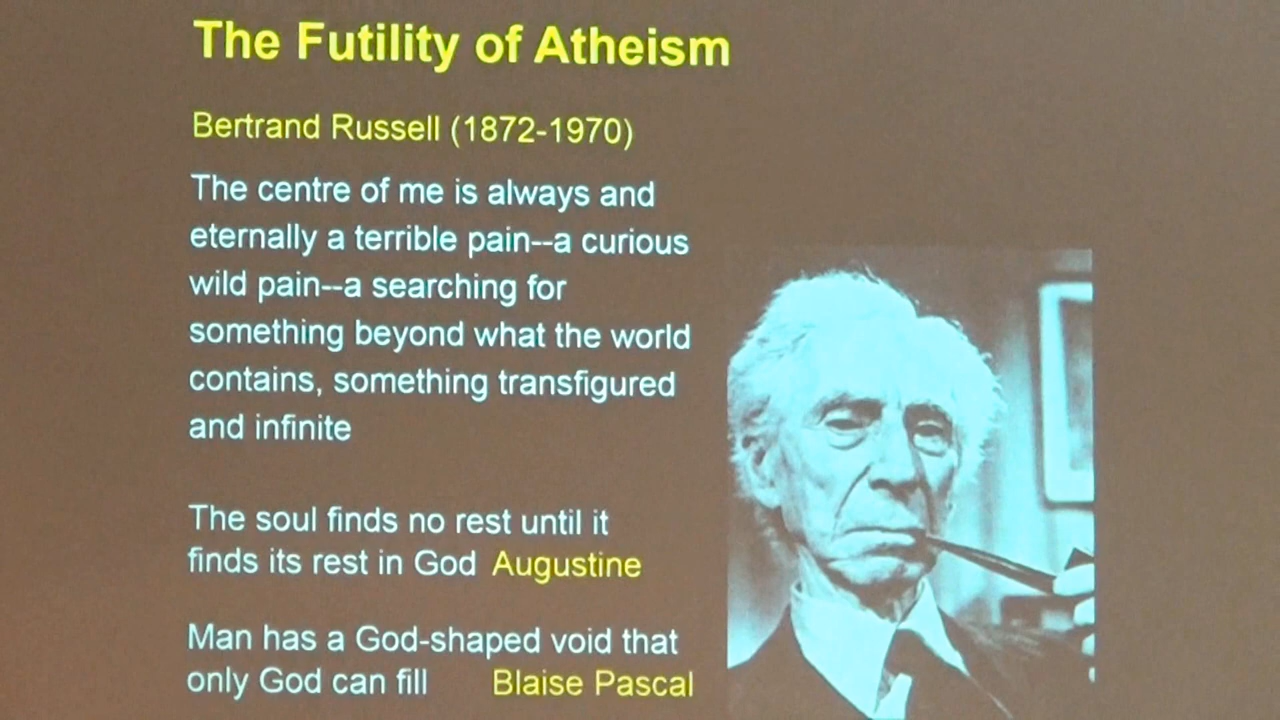 The Futility of Atheism
Bertrand Russell (1872-1970)
The centre of me is always and
eternally a terrible pain--a curious
wild pain--a searching for
something beyond what the world
contains, something transfigured
and infinite
The soul finds no rest until it
finds its rest in God Augustine
Man has a God-shaped void that
only God can fill Blaise Pascal